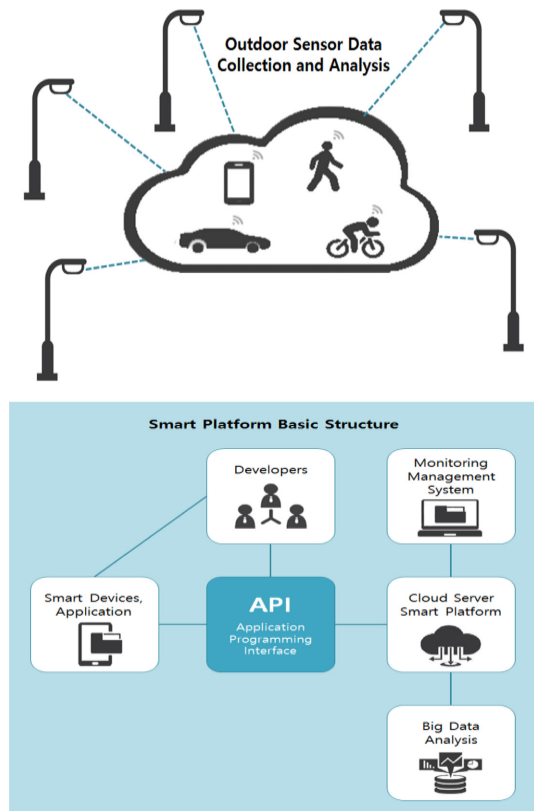 Outdoor Sensor Data
Collection and Analysis
Smart Platform Basic Structure
Developers
Monitoring
Management
System
Smart Devices,
Application
API
Application
Programming
Interface
Cloud Server
Smart Platform
Big Data
Analysis